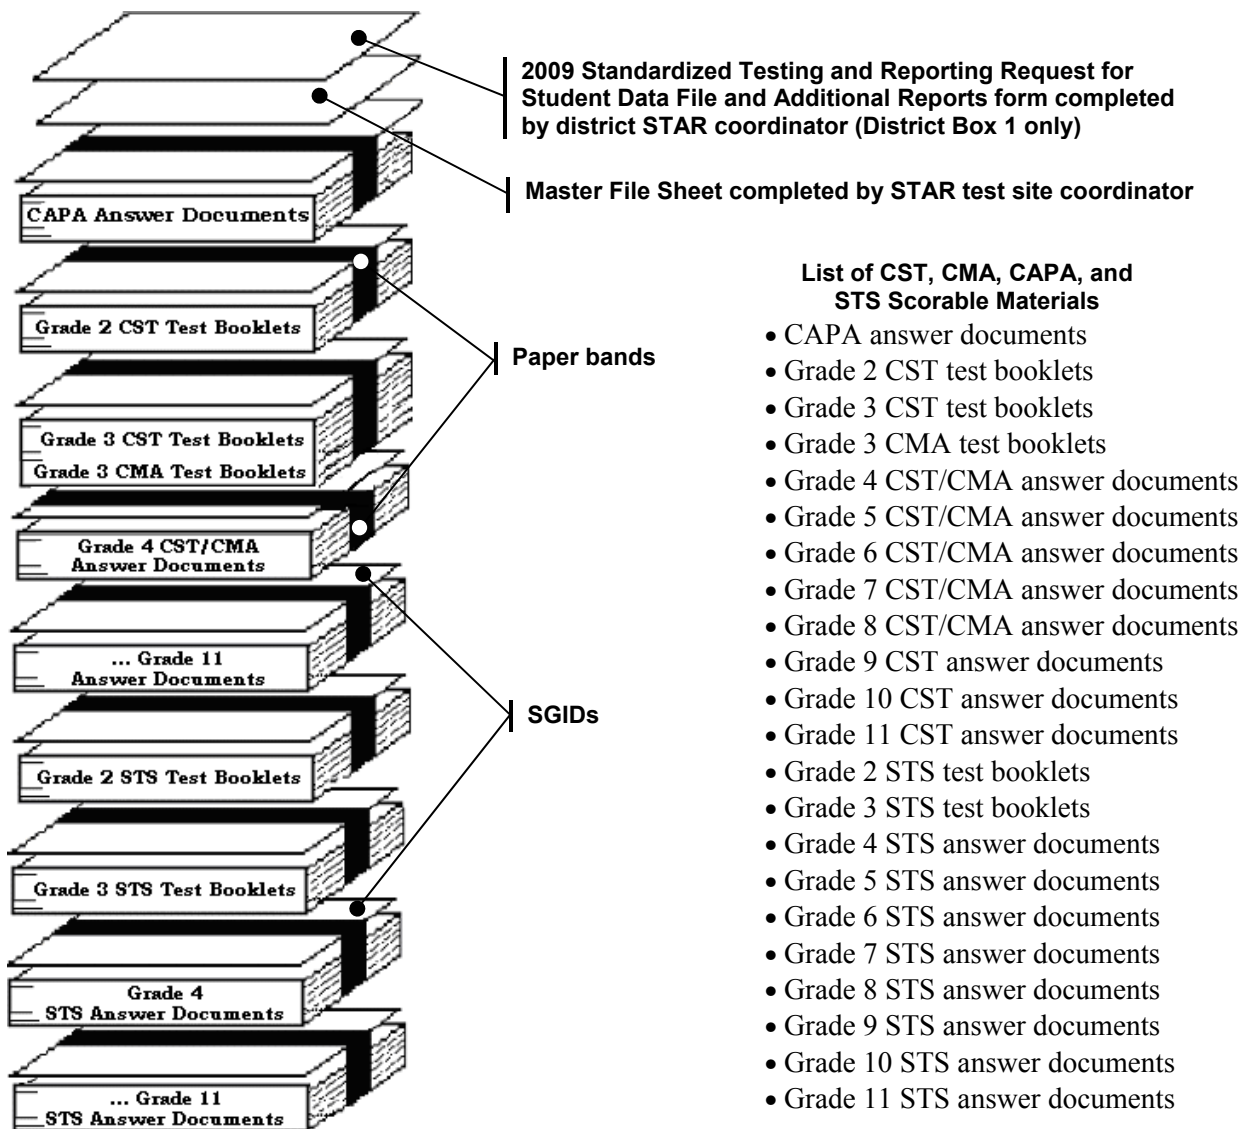 2009 Standardized Testing and Reporting Request for
Student Data File and Additional Reports form completed
by district STAR coordinator (District Box 1 only)
Master File Sheet completed by STAR test site coordinator
CAPA Answer Documents
Grade 2 CST Test Booklets
Paper bands
Grade 3 CST Test Booklets
Grade 3 CMA Test Booklets
Grade 4 CST/CMA
Answer Documents
... Grade 11
Answer Documents
SGIDs
Grade 2 STS Test Booklets
Grade 3 STS Test Booklets
Grade 4
STS Answer Documents
... Grade 11
STS Answer Documents
List of CST, CMA, CAPA, and
STS Scorable Materials
• CAPA answer documents
• Grade 2 CST test booklets
• Grade 3 CST test booklets
• Grade 3 CMA test booklets
• Grade 4 CST/CMA answer documents
• Grade 5 CST/CMA answer documents
• Grade 6 CST/CMA answer documents
• Grade 7 CST/CMA answer documents
• Grade 8 CST/CMA answer documents
• Grade 9 CST answer documents
• Grade 10 CST answer documents
• Grade 11 CST answer documents
• Grade 2 STS test booklets
• Grade 3 STS test booklets
• Grade 4 STS answer documents
• Grade 5 STS answer documents
• Grade 6 STS answer documents
• Grade 7 STS answer documents
• Grade 8 STS answer documents
• Grade 9 STS answer documents
• Grade 10 STS answer documents
• Grade 11 STS answer documents